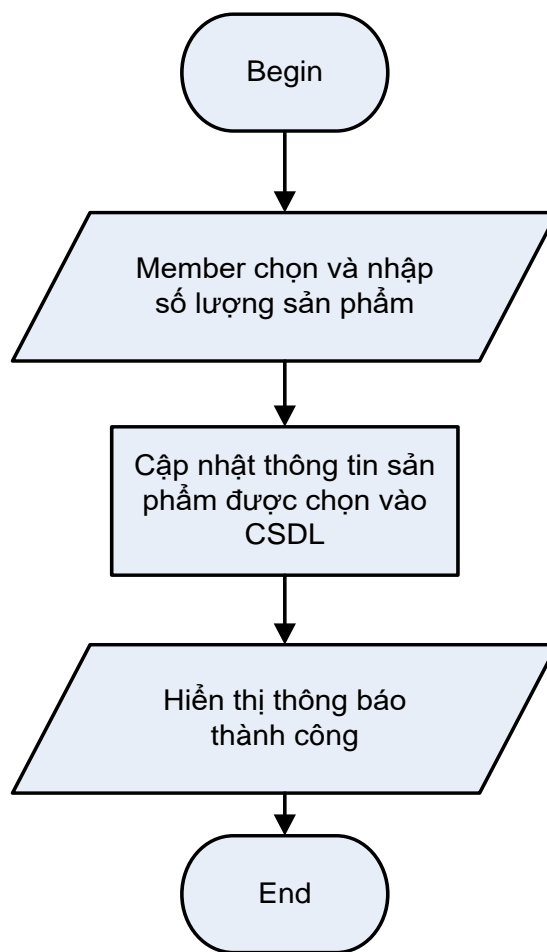 Begin
Member chọn và nhập
số lượng sản phẩm
Cập nhật thông tin sản
phẩm được chọn vào
CSDL
Hiển thị thông báo
thành công
End